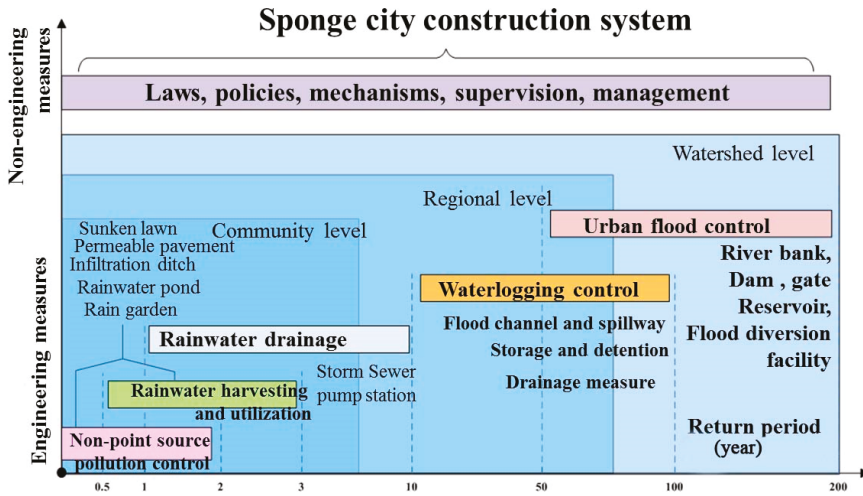 Sponge city construction system
Non-engineering
measures
Laws, policies, mechanisms, supervision, management
Watershed level
Regional level
Community level
Sunken lawn
Permeable pavement
Infiltration ditch
Rainwater pond
Rain garden
Urban flood control
River bank,
Dam , gate
Reservoir,
Flood diversion
facility
Waterlogging control
Flood channel and spillway
Storage and detention
Drainage measure
Rainwater drainage
Storm Sewer
pump station
Rainwater harvesting
and utilization
Non-point source
pollution control
Engineering measures
Return period
(year)
0.5 1 2 3 10 50 100 200